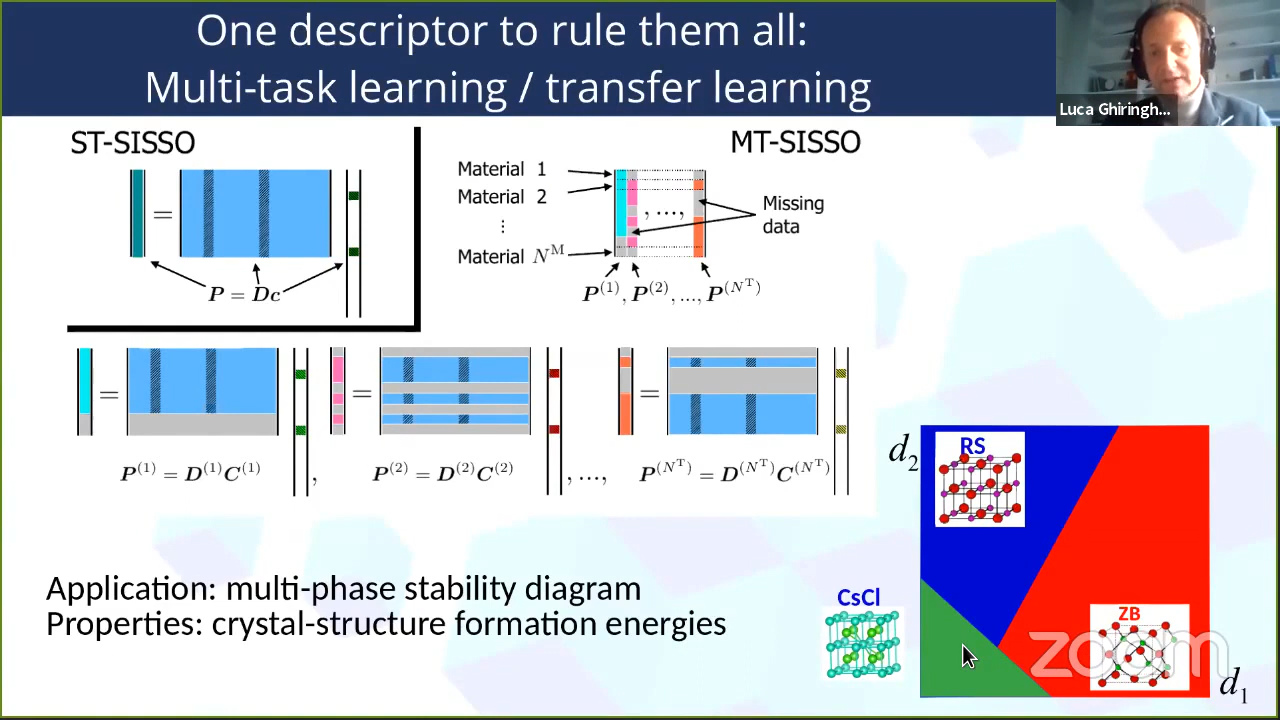 One descriptor to rule them all:
Multi-task learning / transfer learning
Luca Ghiringh...
ST-SISSO
P = Dc
MT-SISSO
Material 1
Material 2
⋮
Material N^M
, ...,
Missing
data
P^(1), P^(2), ..., P^(N^T)
=
=
=
=
P^(1) = D^(1)C^(1) ,
P^(2) = D^(2)C^(2) , ...,
P^(N^T) = D^(N^T)C^(N^T)
d_2
RS
Application: multi-phase stability diagram
Properties: crystal-structure formation energies
CsCl
ZB
zoom
d_1